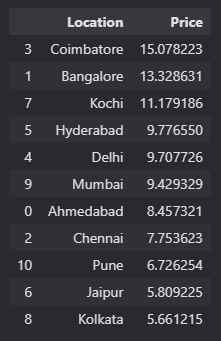 Location Price
3 Coimbatore 15.078223
1 Bangalore 13.328631
7 Kochi 11.179186
5 Hyderabad 9.776550
4 Delhi 9.707726
9 Mumbai 9.429329
0 Ahmedabad 8.457321
2 Chennai 7.753623
10 Pune 6.726254
6 Jaipur 5.809225
8 Kolkata 5.661215